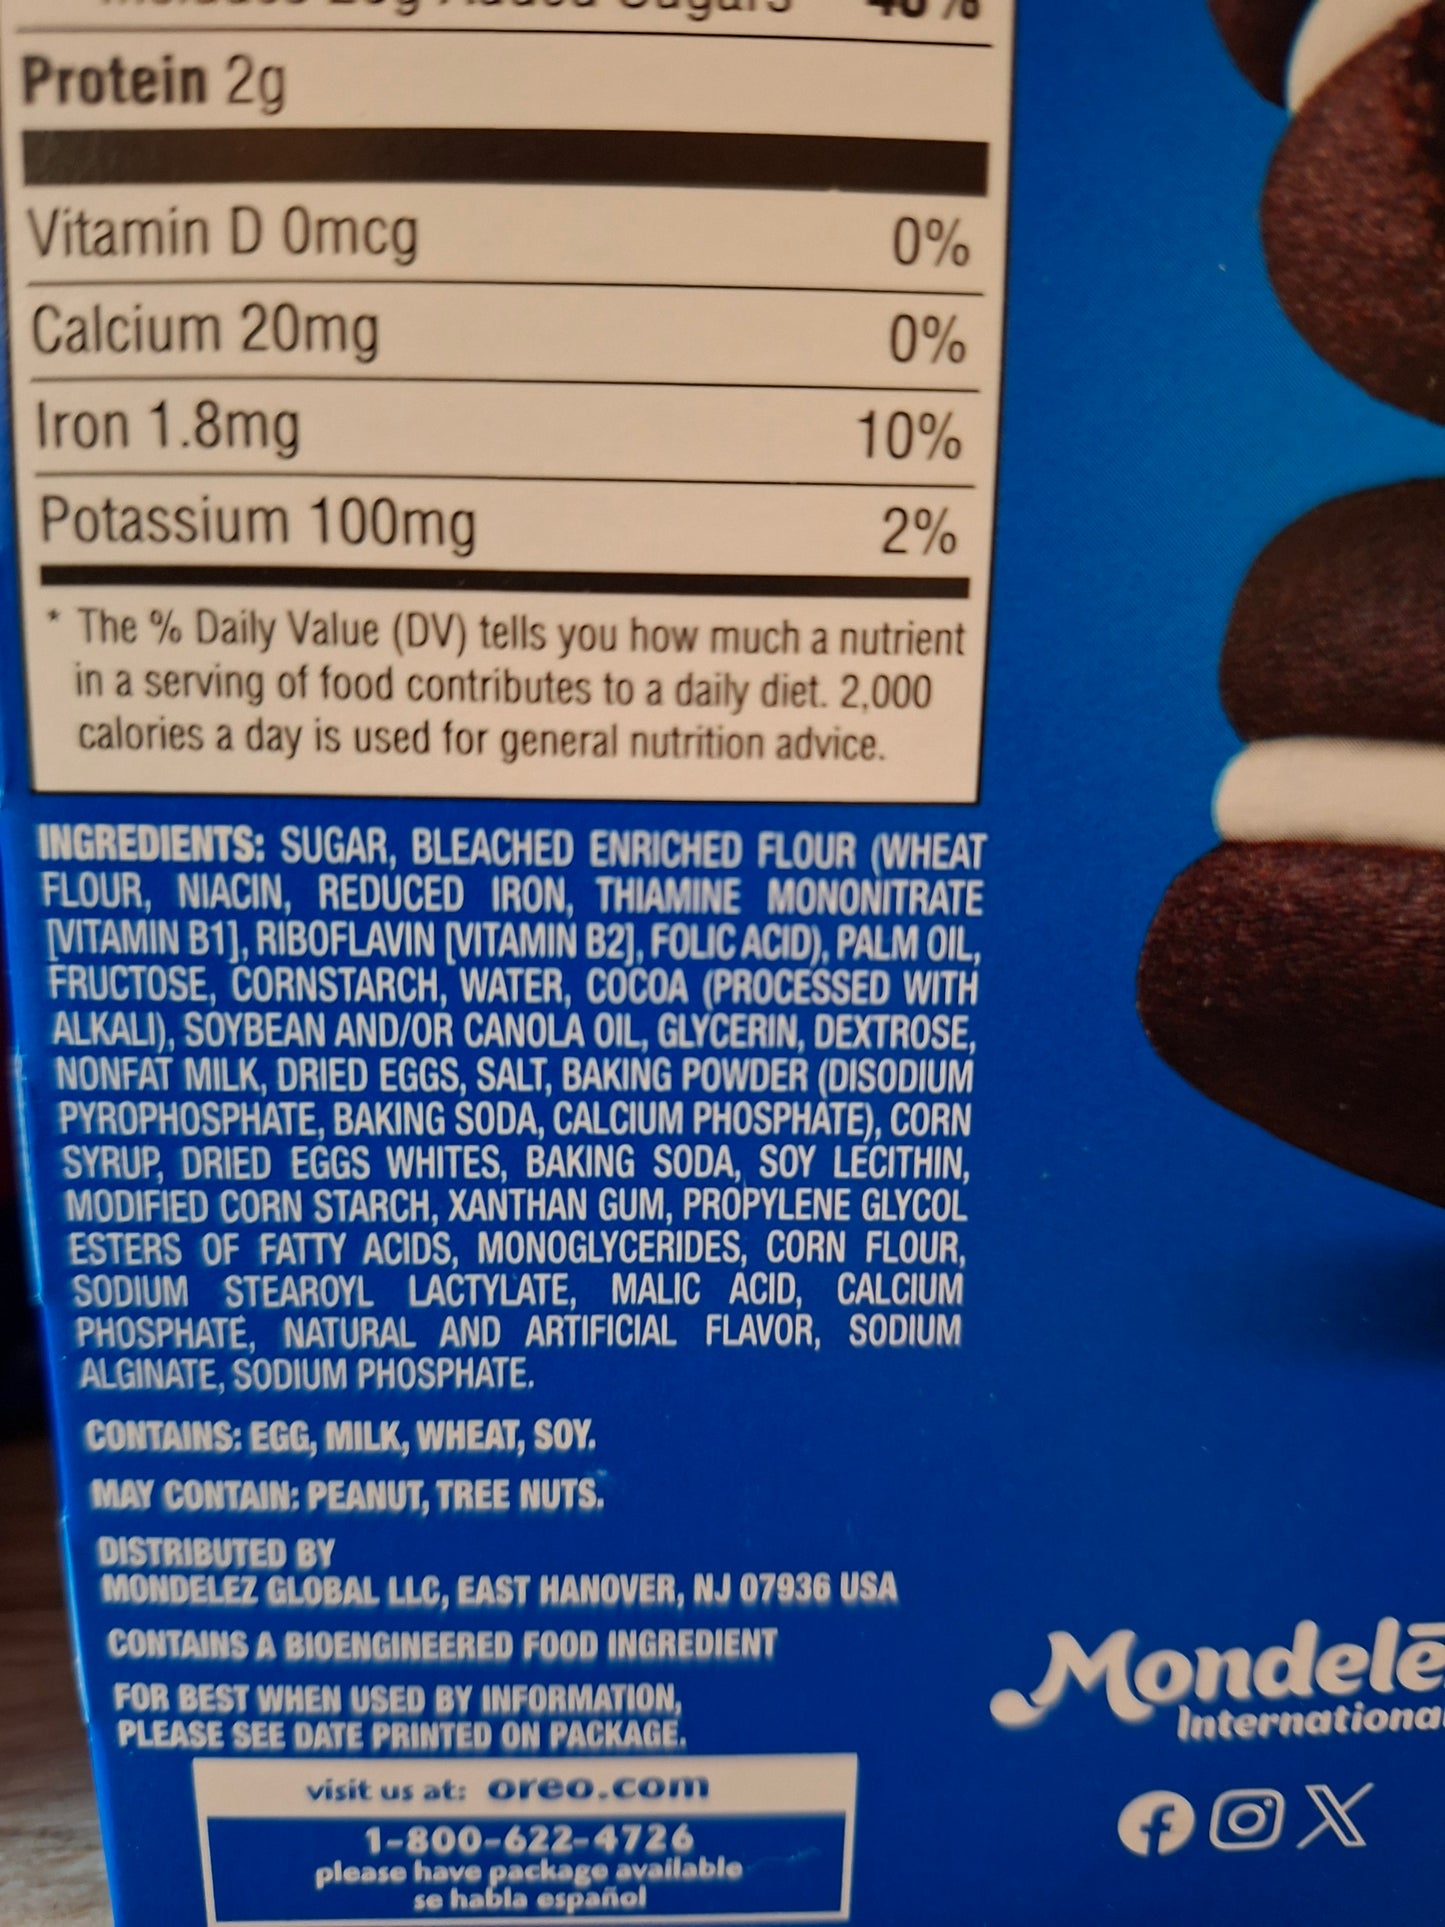 Includes 20g Added Sugars 40%
Protein 2g
Vitamin D 0mcg 0%
Calcium 20mg 0%
Iron 1.8mg 10%
Potassium 100mg 2%
* The % Daily Value (DV) tells you how much a nutrient
in a serving of food contributes to a daily diet. 2,000
calories a day is used for general nutrition advice.
INGREDIENTS: SUGAR, BLEACHED ENRICHED FLOUR (WHEAT
FLOUR, NIACIN, REDUCED IRON, THIAMINE MONONITRATE
[VITAMIN B1], RIBOFLAVIN [VITAMIN B2], FOLIC ACID), PALM OIL,
FRUCTOSE, CORNSTARCH, WATER, COCOA (PROCESSED WITH
ALKALI), SOYBEAN AND/OR CANOLA OIL, GLYCERIN, DEXTROSE,
NONFAT MILK, DRIED EGGS, SALT, BAKING POWDER (DISODIUM
PYROPHOSPHATE, BAKING SODA, CALCIUM PHOSPHATE), CORN
SYRUP, DRIED EGGS WHITES, BAKING SODA, SOY LECITHIN,
MODIFIED CORN STARCH, XANTHAN GUM, PROPYLENE GLYCOL
ESTERS OF FATTY ACIDS, MONOGLYCERIDES, CORN FLOUR,
SODIUM STEAROYL LACTYLATE, MALIC ACID, CALCIUM
PHOSPHATE, NATURAL AND ARTIFICIAL FLAVOR, SODIUM
ALGINATE, SODIUM PHOSPHATE.
CONTAINS: EGG, MILK, WHEAT, SOY.
MAY CONTAIN: PEANUT, TREE NUTS.
DISTRIBUTED BY
MONDELEZ GLOBAL LLC, EAST HANOVER, NJ 07936 USA
CONTAINS A BIOENGINEERED FOOD INGREDIENT
FOR BEST WHEN USED BY INFORMATION,
PLEASE SEE DATE PRINTED ON PACKAGE.
visit us at: oreo.com
1-800-622-4726
please have package available
se habla español
Mondelē
International